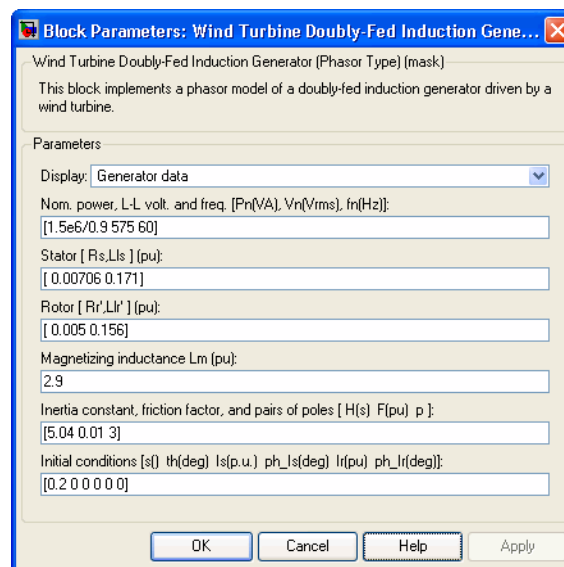 Block Parameters: Wind Turbine Doubly-Fed Induction Gene...
Wind Turbine Doubly-Fed Induction Generator (Phasor Type) (mask)
This block implements a phasor model of a doubly-fed induction generator driven by a
wind turbine.
Parameters
Display: Generator data
Nom. power, L-L volt. and freq. [Pn(VA), Vn(Vrms), fn(Hz)]:
[1.5e6/0.9 575 60]
Stator [ Rs,Lls ] (pu):
[ 0.00706 0.171]
Rotor [ Rr',Llr' ] (pu):
[ 0.005 0.156]
Magnetizing inductance Lm (pu):
2.9
Inertia constant, friction factor, and pairs of poles [ H(s) F(pu) p ]:
[5.04 0.01 3]
Initial conditions [s() th(deg) Is(p.u.) ph_Is(deg) Ir(pu) ph_Ir(deg)]:
[0.2 0 0 0 0 0]
OK Cancel Help Apply